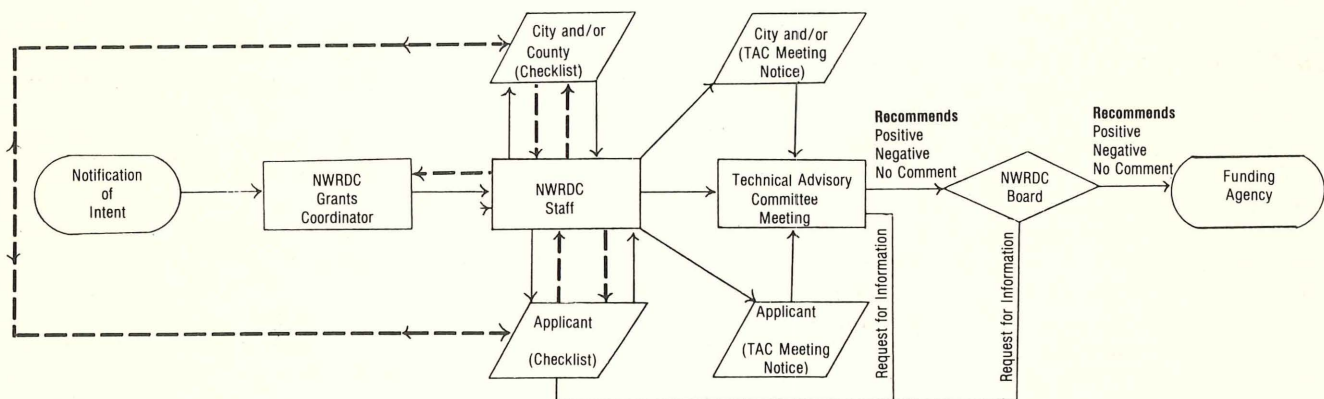 City and/or
County
(Checklist)
City and/or
(TAC Meeting
Notice)
Notification
of
Intent
NWRDC
Grants
Coordinator
NWRDC
Staff
Technical Advisory
Committee
Meeting
Recommends
Positive
Negative
No Comment
NWRDC
Board
Recommends
Positive
Negative
No Comment
Funding
Agency
Applicant
(Checklist)
Applicant
(TAC Meeting
Notice)
Request for Information
Request for Information